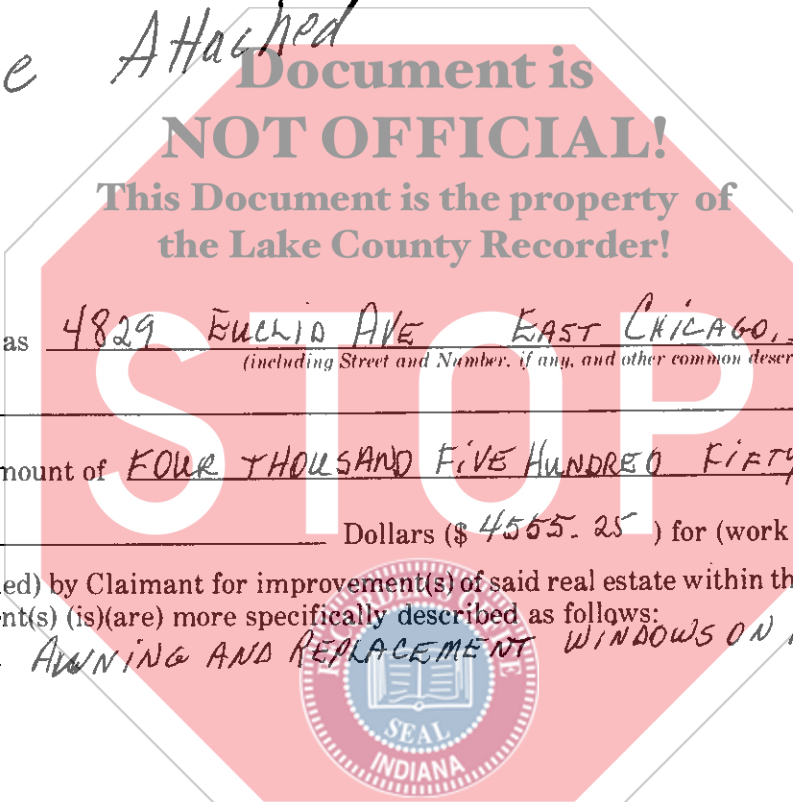 e Attached
Document is
NOT OFFICIAL!
This Document is the property of
the Lake County Recorder!
STOP
as 4829 EUCLID AVE EAST CHICAGO,
(including Street and Number, if any, and other common descr
mount of FOUR THOUSAND FIVE HUNDRED FIFTY
Dollars ($ 4555.25 ) for (work
ed) by Claimant for improvement(s) of said real estate within th
nt(s) (is)(are) more specifically described as follows:
AWNING AND REPLACEMENT WINDOWS ON
RECORDER'S OFFICE
SEAL
INDIANA